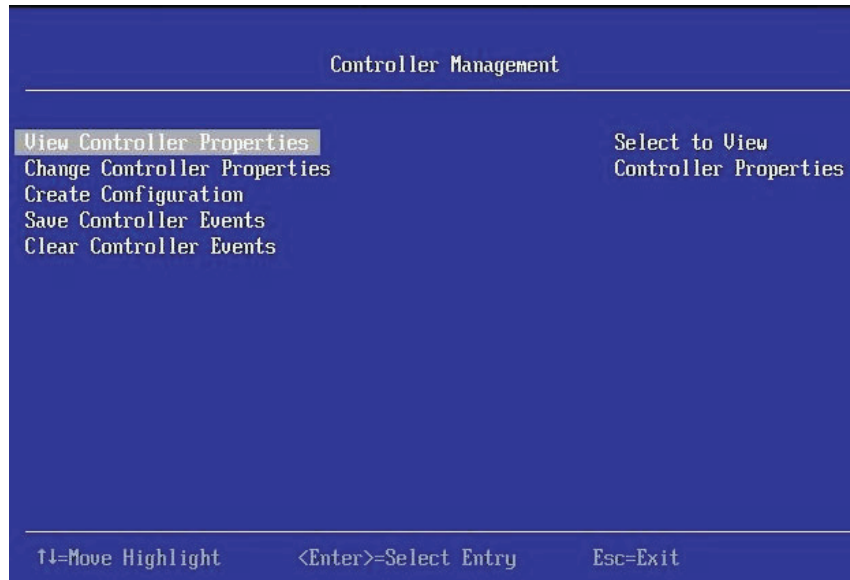 Controller Management
View Controller Properties
Change Controller Properties
Create Configuration
Save Controller Events
Clear Controller Events
Select to View
Controller Properties
↑↓=Move Highlight <Enter>=Select Entry Esc=Exit